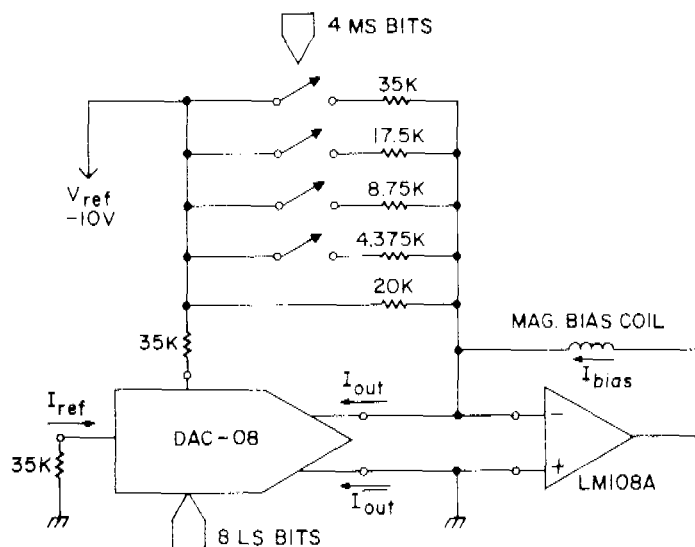 4 MS BITS
35K
17.5K
V_ref
-10V
8.75K
4.375K
20K
35K
MAG. BIAS COIL
I_ref
I_out
I_bias
DAC-08
35K
−
+
LM108A
I_out
8 LS BITS